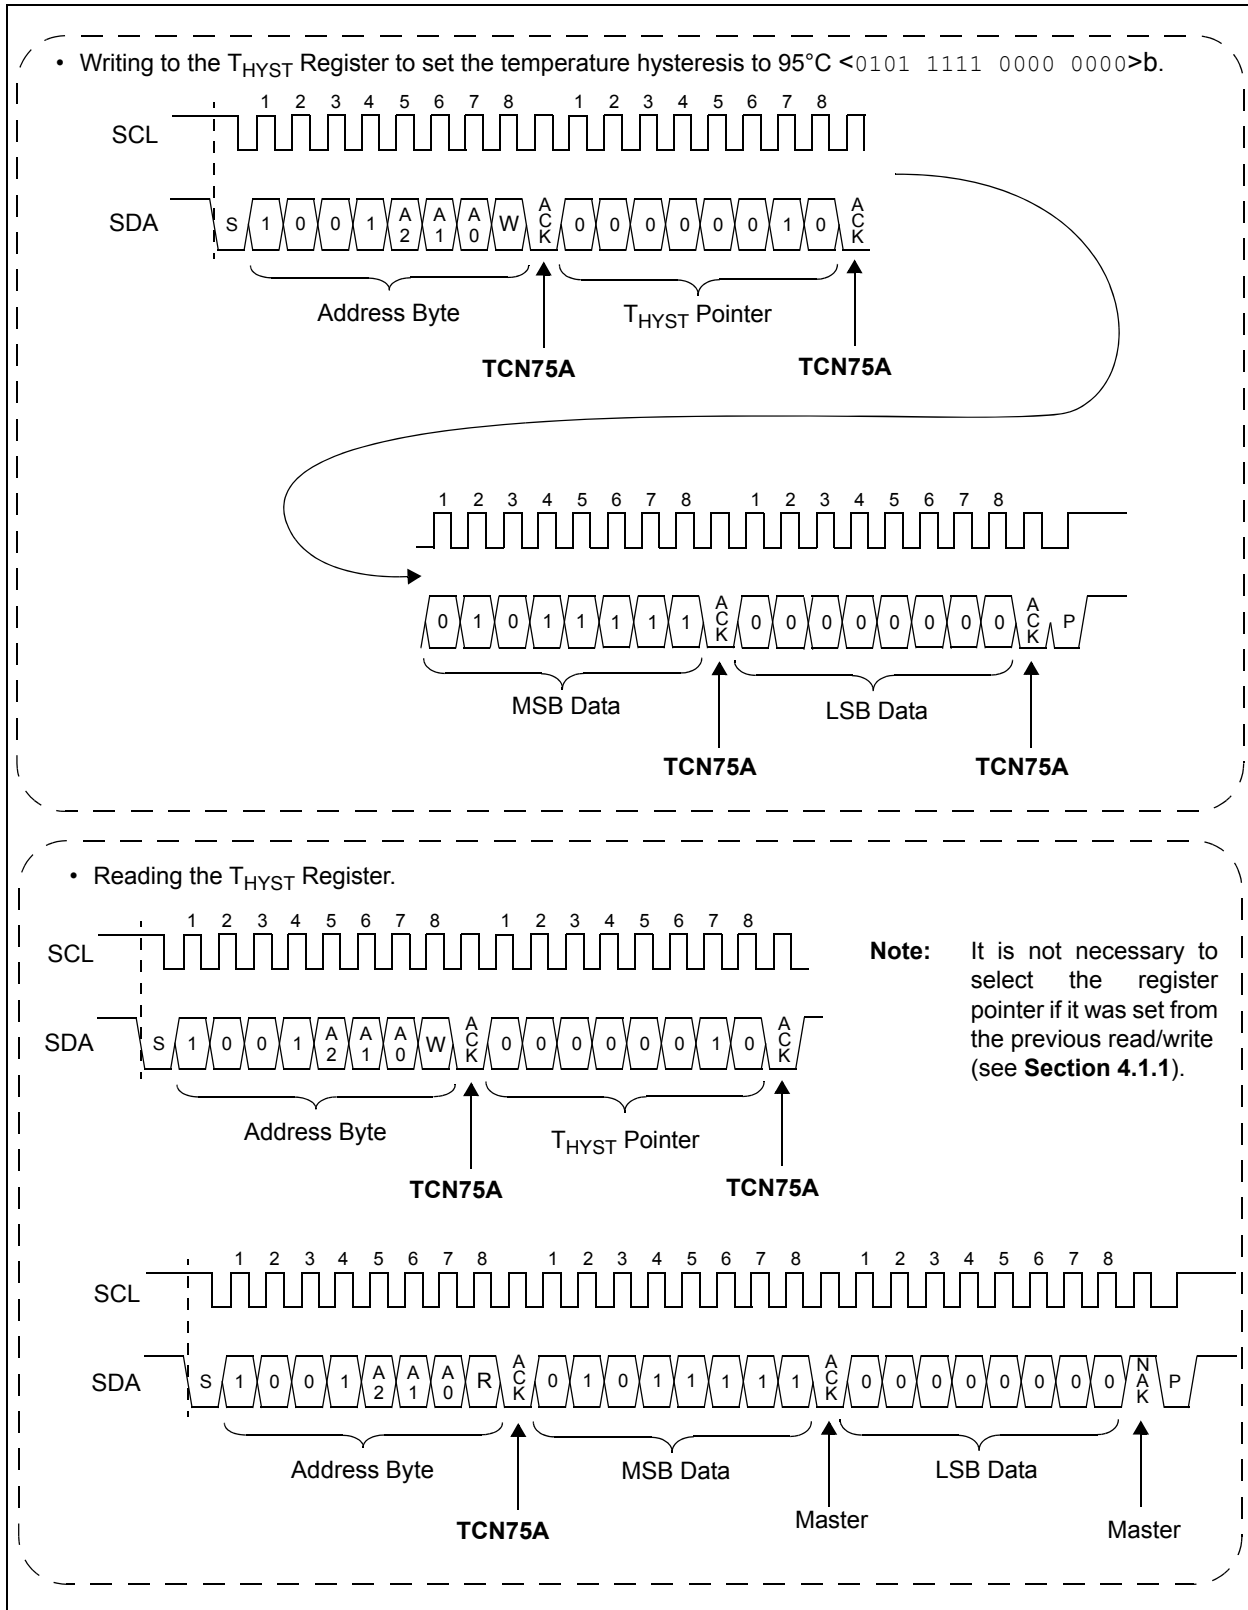 • Writing to the THYST Register to set the temperature hysteresis to 95°C <0101 1111 0000 0000>b.
1 2 3 4 5 6 7 8 1 2 3 4 5 6 7 8
SCL
SDA S 1 0 0 1 A2 A1 A0 W ACK 0 0 0 0 0 0 1 0 ACK
Address Byte THYST Pointer
TCN75A TCN75A
1 2 3 4 5 6 7 8 1 2 3 4 5 6 7 8
0 1 0 1 1 1 1 1 ACK 0 0 0 0 0 0 0 0 ACK P
MSB Data LSB Data
TCN75A TCN75A
• Reading the THYST Register.
1 2 3 4 5 6 7 8 1 2 3 4 5 6 7 8
SCL
SDA S 1 0 0 1 A2 A1 A0 W ACK 0 0 0 0 0 0 1 0 ACK
Address Byte THYST Pointer
TCN75A TCN75A
Note: It is not necessary to
select the register
pointer if it was set from
the previous read/write
(see Section 4.1.1).
1 2 3 4 5 6 7 8 1 2 3 4 5 6 7 8 1 2 3 4 5 6 7 8
SCL
SDA S 1 0 0 1 A2 A1 A0 R ACK 0 1 0 1 1 1 1 1 ACK 0 0 0 0 0 0 0 0 NAK P
Address Byte MSB Data LSB Data
TCN75A Master Master